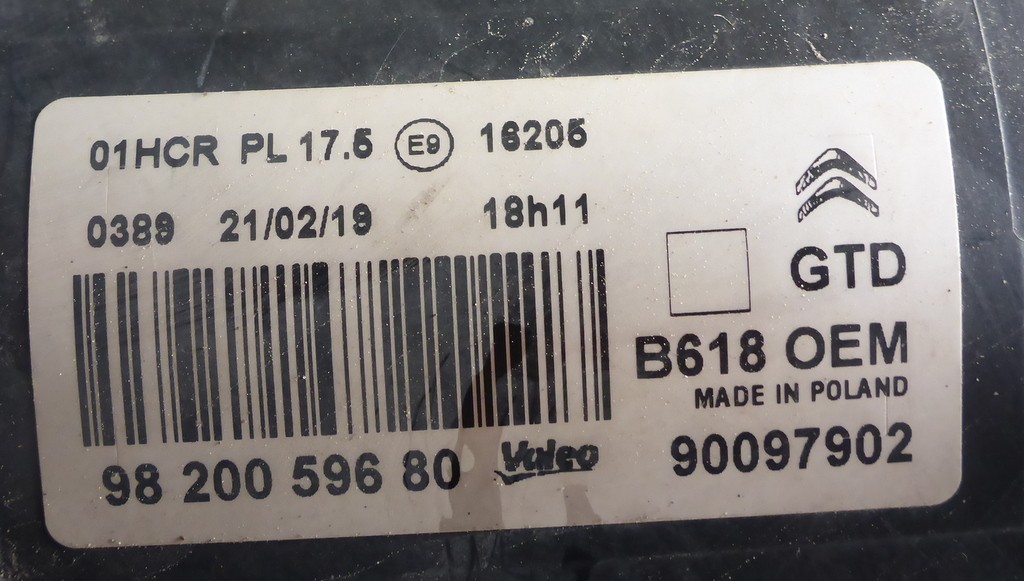 01HCR PL 17.5 E9 16205
0389 21/02/19 18h11
GTD
B618 OEM
MADE IN POLAND
98 200 596 80 Valeo 90097902